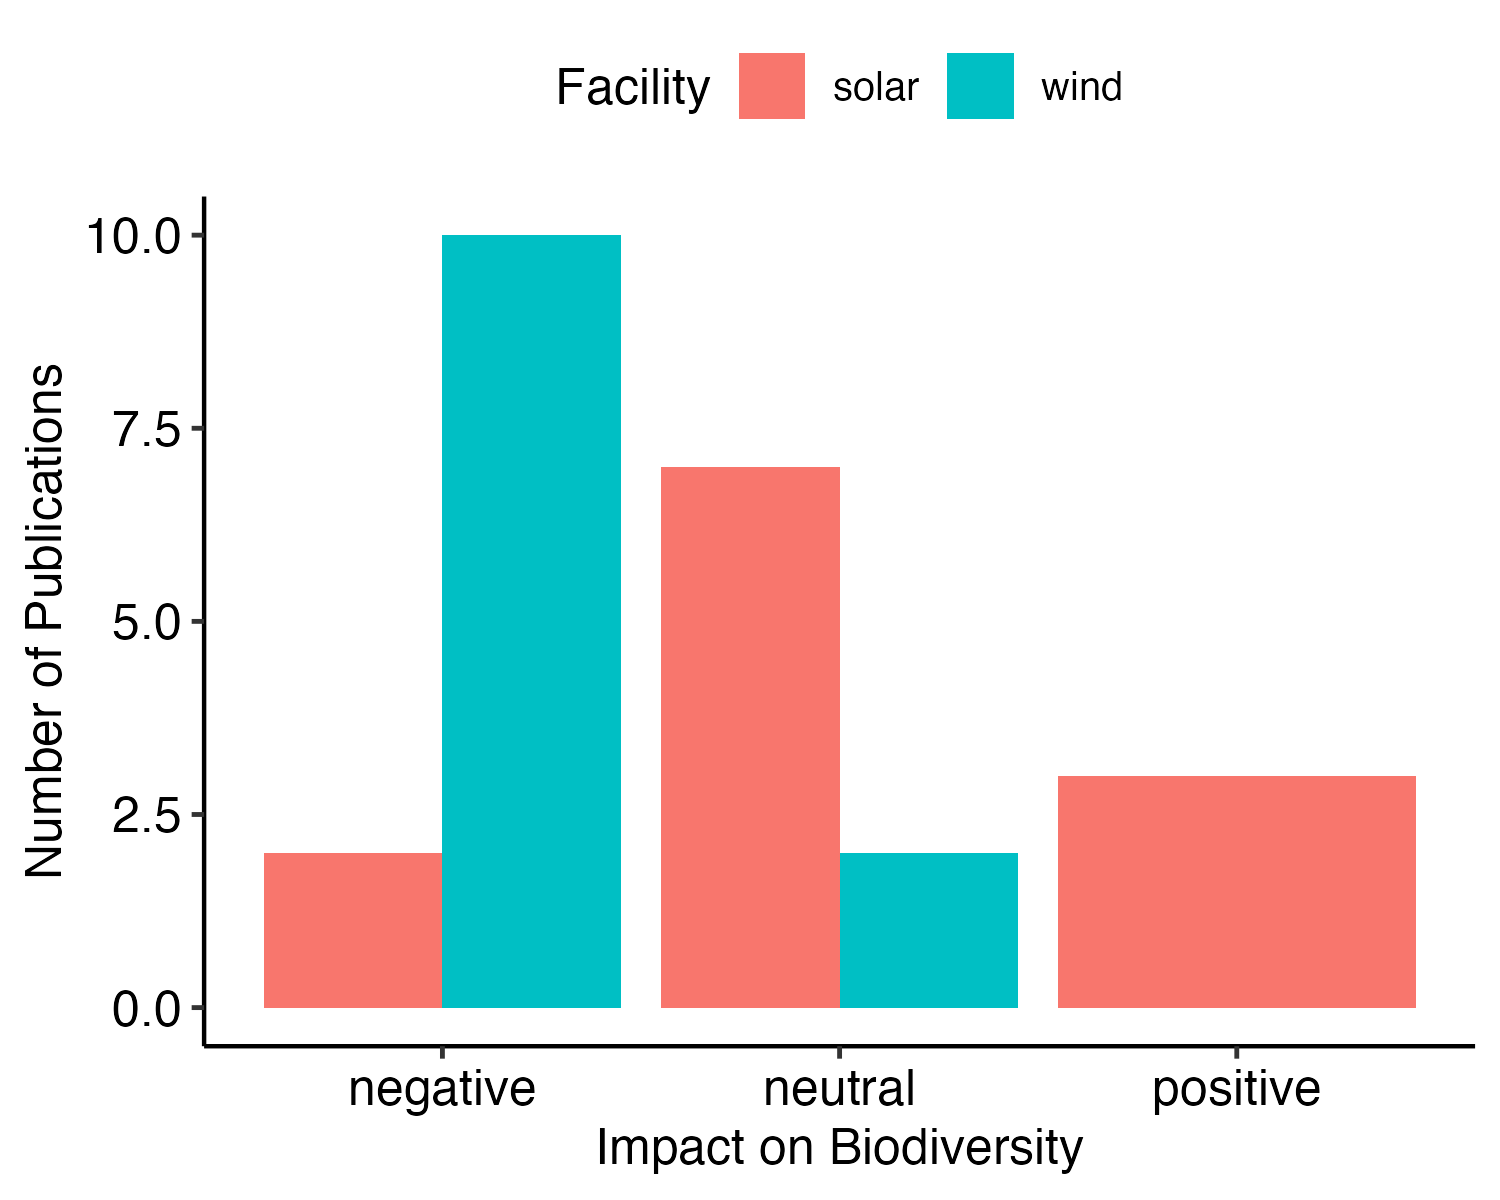 Facility solar wind
10.0
7.5
5.0
2.5
0.0
Number of Publications
negative neutral positive
Impact on Biodiversity